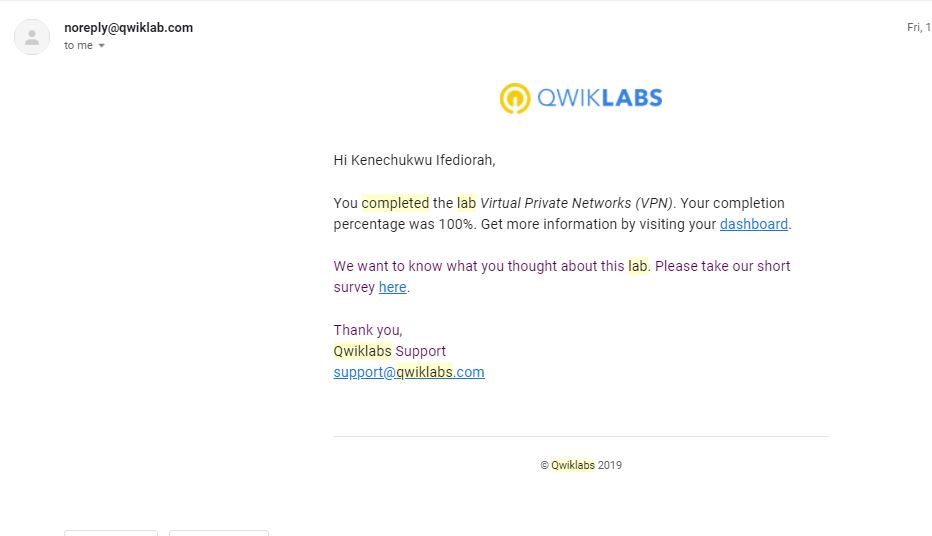 noreply@qwiklab.com
Fri, 1
to me
QWIKLABS
Hi Kenechukwu Ifediorah,
You completed the lab Virtual Private Networks (VPN). Your completion
percentage was 100%. Get more information by visiting your dashboard.
We want to know what you thought about this lab. Please take our short
survey here.
Thank you,
Qwiklabs Support
support@qwiklabs.com
© Qwiklabs 2019